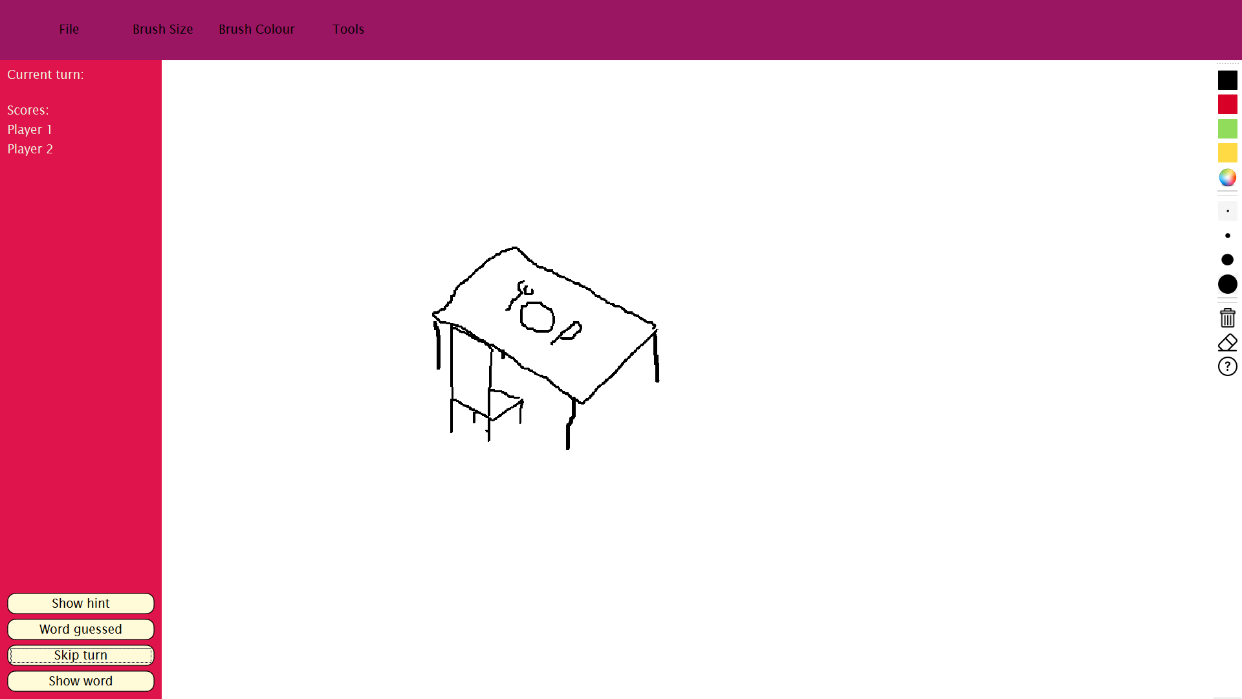 File Brush Size Brush Colour Tools
Current turn:
Scores:
Player 1
Player 2
Show hint
Word guessed
Skip turn
Show word
?